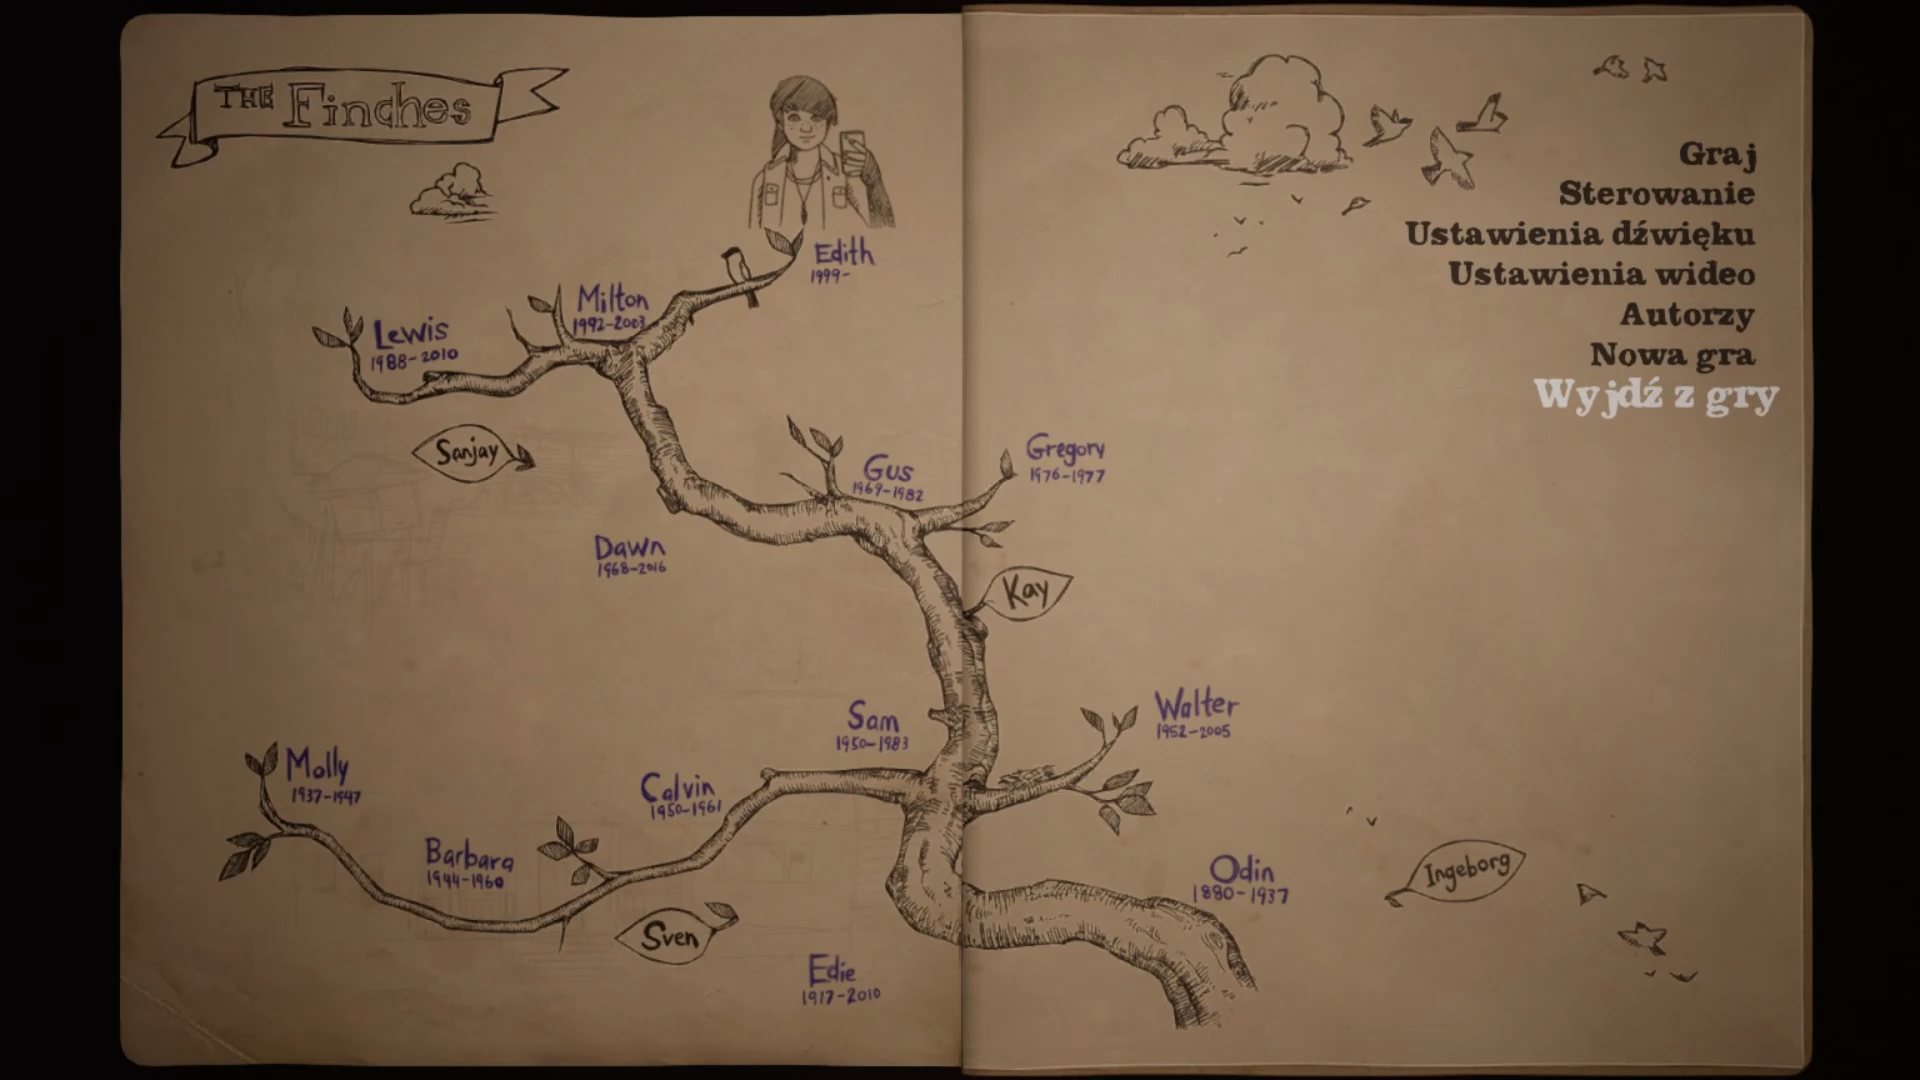 THE Finches
Edith
1999-
Milton
1992-2003
Lewis
1988-2010
Sanjay
Gus
1969-1982
Gregory
1976-1977
Dawn
1968-2016
Kay
Sam
1950-1983
Walter
1952-2005
Molly
1937-1947
Calvin
1950-1961
Barbara
1944-1960
Sven
Odin
1880-1937
Ingeborg
Edie
1917-2010
Graj
Sterowanie
Ustawienia dźwięku
Ustawienia wideo
Autorzy
Nowa gra
Wyjdź z gry